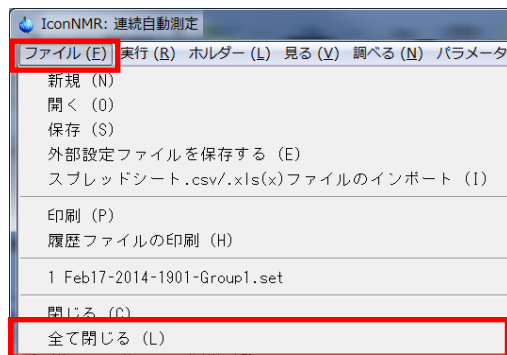 IconNMR: 連続自動測定
ファイル (F) 実行 (R) ホルダー (L) 見る (V) 調べる (N) パラメータ
新規 (N)
開く (O)
保存 (S)
外部設定ファイルを保存する (E)
スプレッドシート.csv/.xls(x)ファイルのインポート (I)
印刷 (P)
履歴ファイルの印刷 (H)
1 Feb17-2014-1901-Group1.set
閉じる (C)
全て閉じる (L)